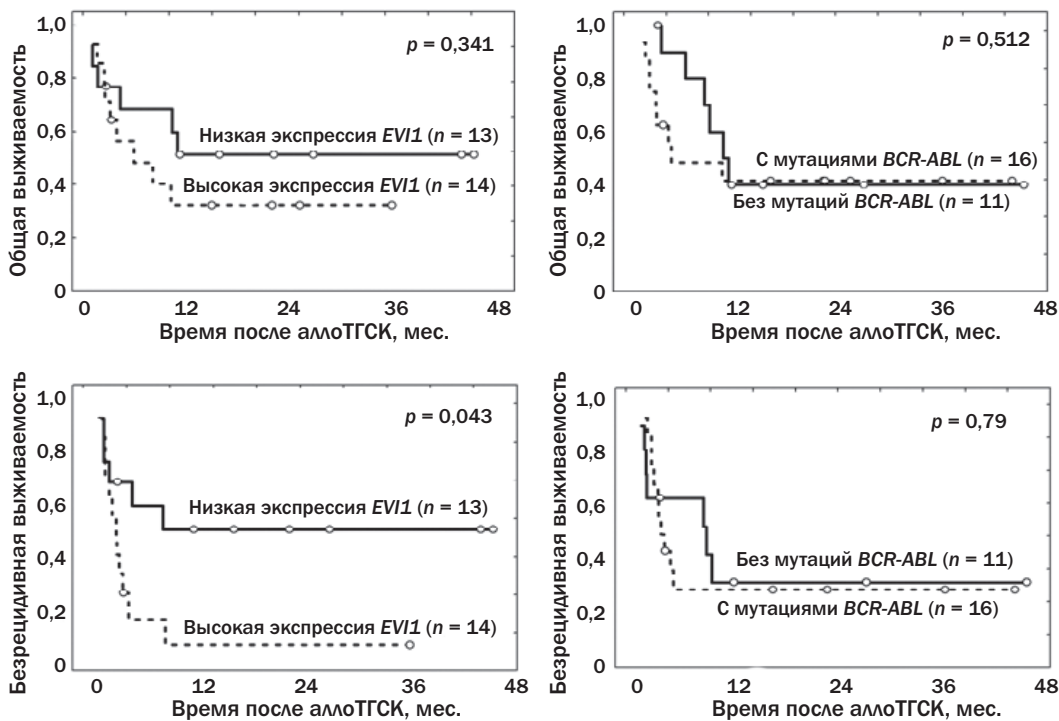 Общая выживаемость
1,0
0,8
0,6
0,4
0,2
0
p = 0,341
Низкая экспрессия EVI1 (n = 13)
Высокая экспрессия EVI1 (n = 14)
0 12 24 36 48
Время после аллоТГСК, мес.
Общая выживаемость
1,0
0,8
0,6
0,4
0,2
0
p = 0,512
С мутациями BCR-ABL (n = 16)
Без мутаций BCR-ABL (n = 11)
0 12 24 36 48
Время после аллоТГСК, мес.
Безрецидивная выживаемость
1,0
0,8
0,6
0,4
0,2
0
p = 0,043
Низкая экспрессия EVI1 (n = 13)
Высокая экспрессия EVI1 (n = 14)
0 12 24 36 48
Время после аллоТГСК, мес.
Безрецидивная выживаемость
1,0
0,8
0,6
0,4
0,2
0
p = 0,79
Без мутаций BCR-ABL (n = 11)
С мутациями BCR-ABL (n = 16)
0 12 24 36 48
Время после аллоТГСК, мес.